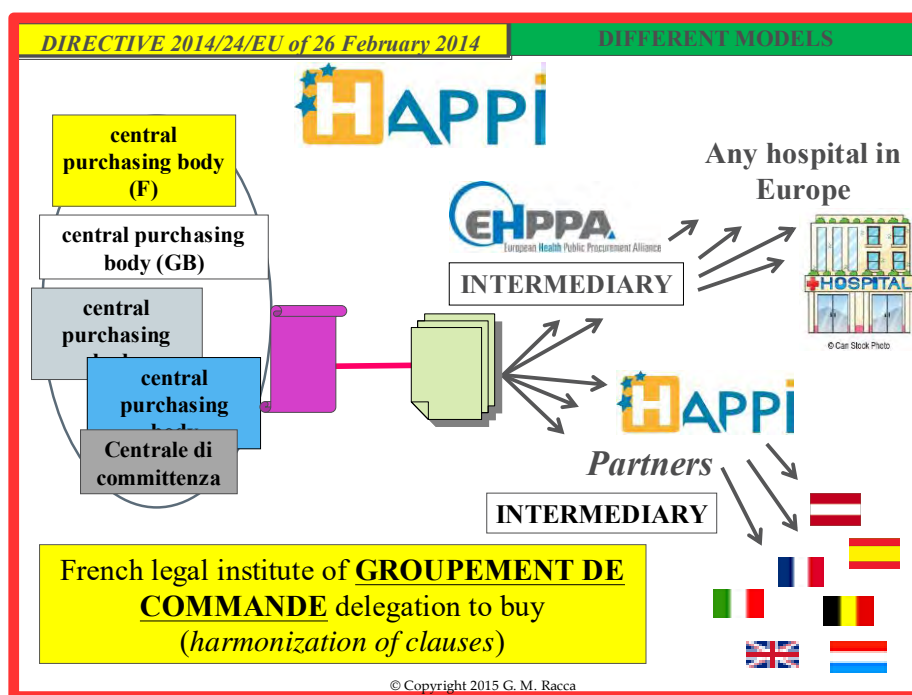 DIRECTIVE 2014/24/EU of 26 February 2014
DIFFERENT MODELS
HAPPI
central
purchasing body
(F)
central purchasing
body (GB)
central
purchasing
central
purchasing
Centrale di
committenza
EHPPA
European Health Public Procurement Alliance
INTERMEDIARY
Any hospital in
Europe
HOSPITAL
© Can Stock Photo
HAPPI
Partners
INTERMEDIARY
French legal institute of GROUPEMENT DE
COMMANDE delegation to buy
(harmonization of clauses)
© Copyright 2015 G. M. Racca